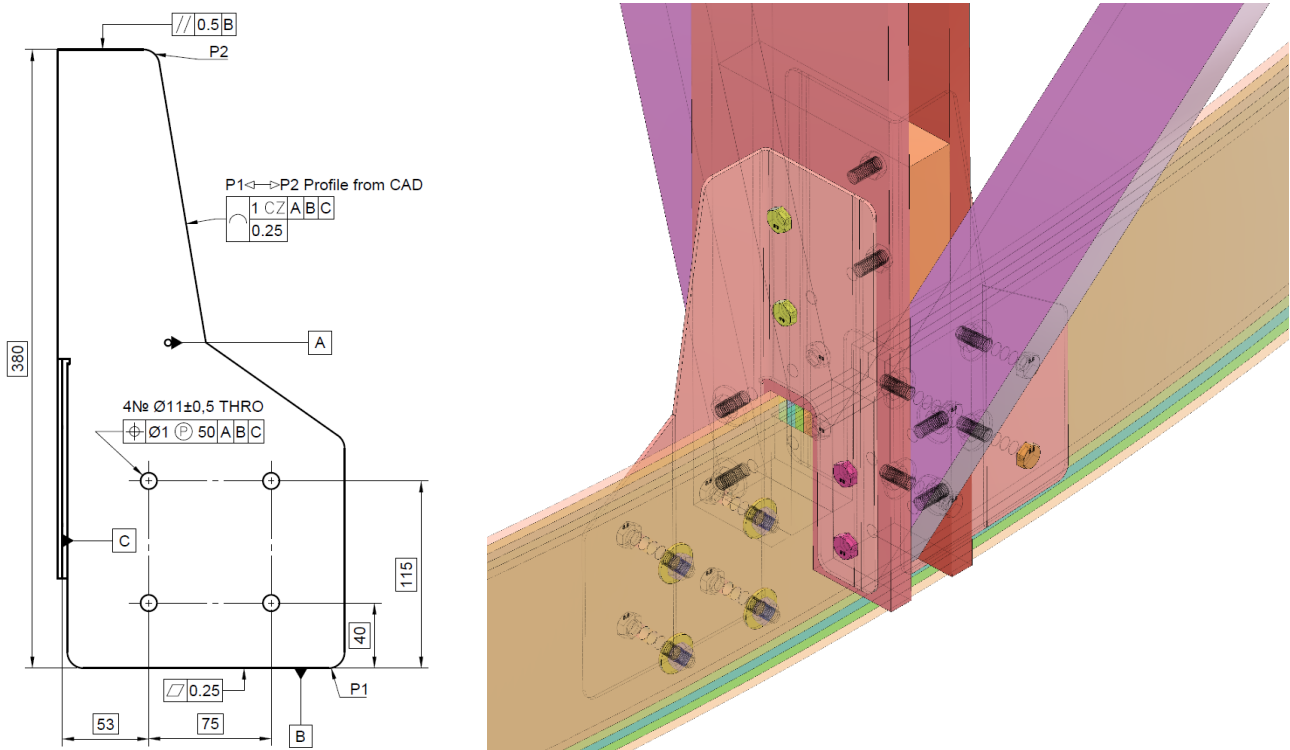 // 0.5 B
P2
P1◁—▷P2 Profile from CAD
⌒ 1 CZ A B C
0.25
A
380
4№ Ø11±0,5 THRO
⌖ Ø1 Ⓟ 50 A B C
C
115
40
▱ 0.25
P1
53
75
B